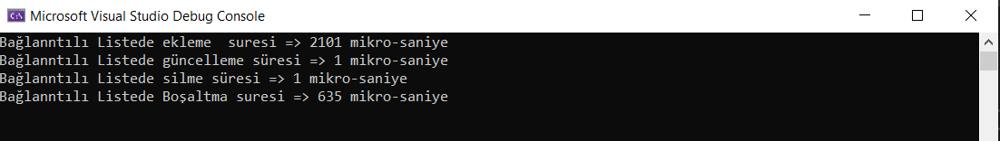 Microsoft Visual Studio Debug Console
Bağlanntılı Listede ekleme  suresi => 2101 mikro-saniye
Bağlanntılı Listede güncelleme süresi => 1 mikro-saniye
Bağlanntılı Listede silme süresi => 1 mikro-saniye
Bağlanntılı Listede Boşaltma suresi => 635 mikro-saniye